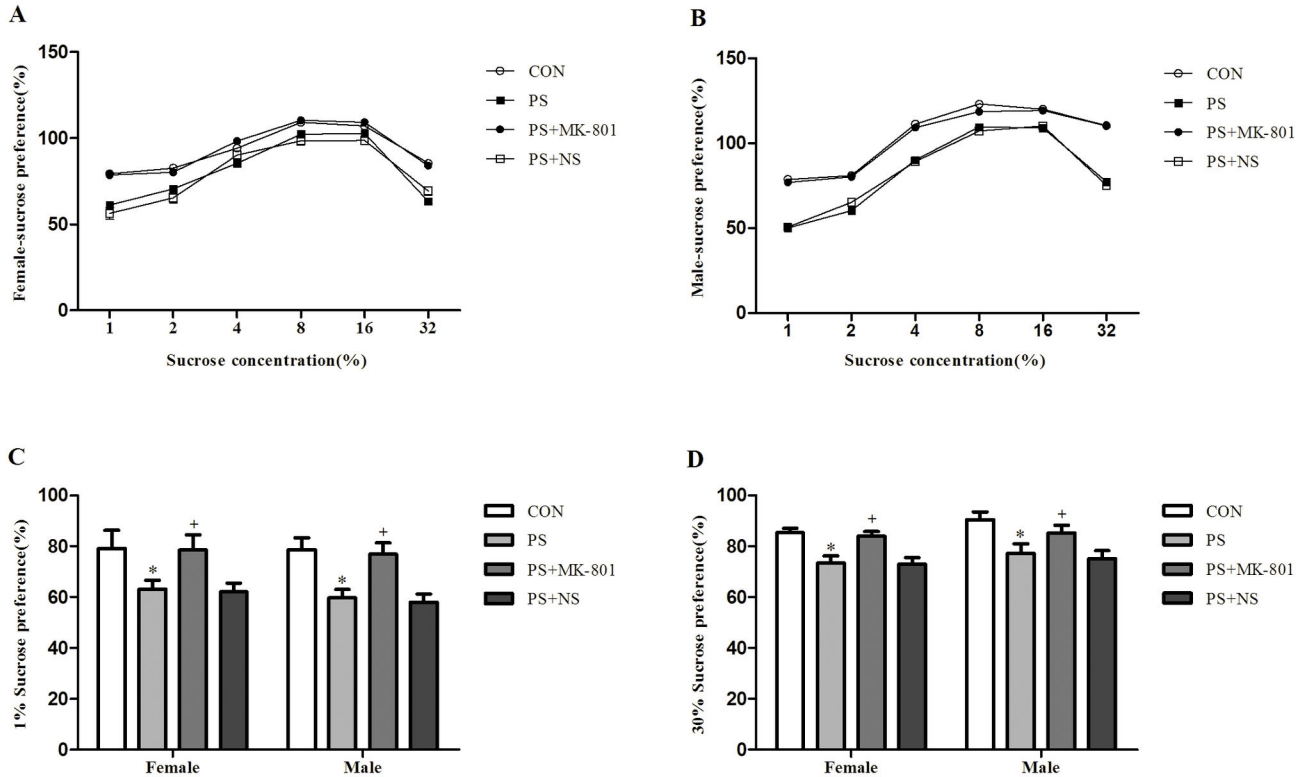 A
Female-sucrose preference(%)
150
100
50
0
1 2 4 8 16 32
Sucrose concentration(%)
CON
PS
PS+MK-801
PS+NS
B
Male-sucrose preference(%)
150
100
50
0
1 2 4 8 16 32
Sucrose concentration(%)
CON
PS
PS+MK-801
PS+NS
C
1% Sucrose preference(%)
100
80
60
40
20
0
* + * +
Female Male
CON
PS
PS+MK-801
PS+NS
D
30% Sucrose preference(%)
100
80
60
40
20
0
* + * +
Female Male
CON
PS
PS+MK-801
PS+NS